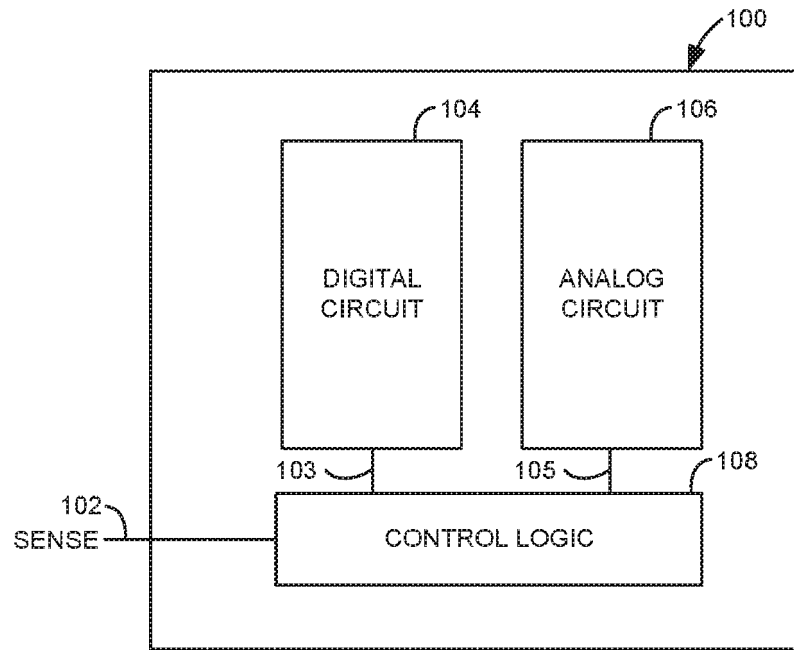 100
104
106
DIGITAL
CIRCUIT
ANALOG
CIRCUIT
103
105
108
102
SENSE
CONTROL LOGIC